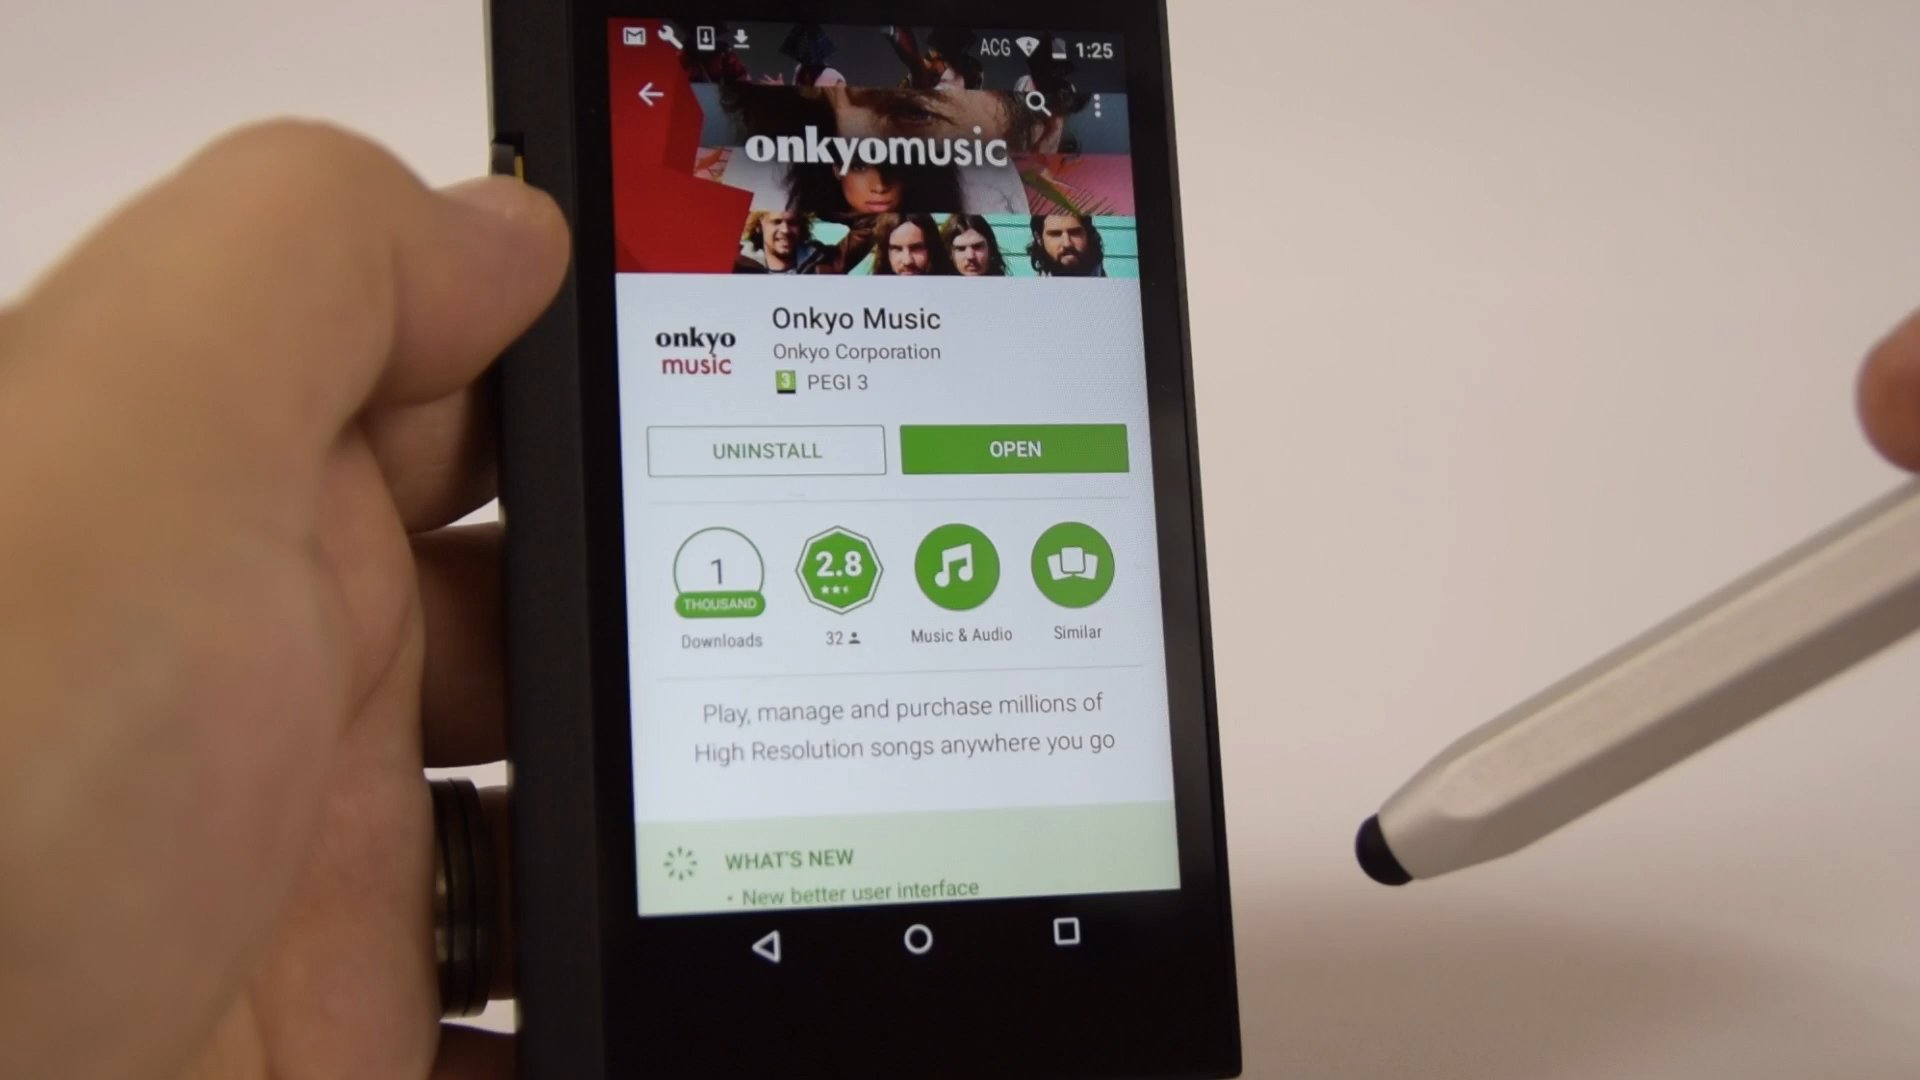 ACG 1:25
onkyomusic
onkyo
music
Onkyo Music
Onkyo Corporation
3 PEGI 3
UNINSTALL
OPEN
1
THOUSAND
Downloads
2.8
32
Music & Audio
Similar
Play, manage and purchase millions of
High Resolution songs anywhere you go
WHAT'S NEW
• New better user interface